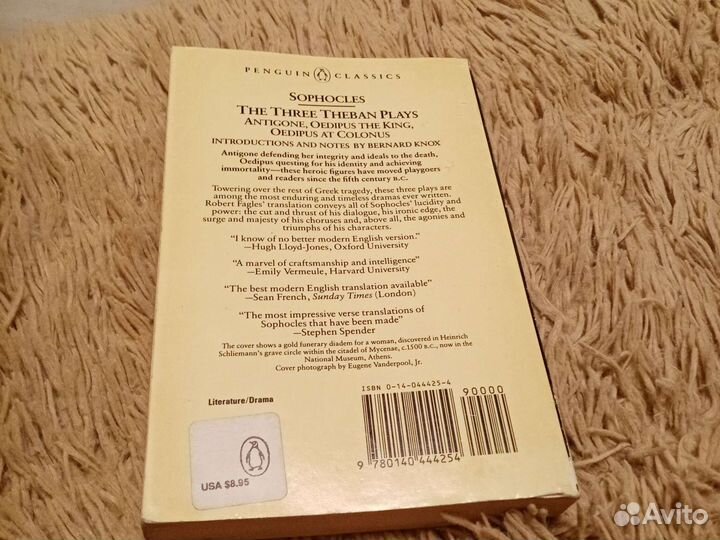 PENGUIN CLASSICS
SOPHOCLES
THE THREE THEBAN PLAYS
ANTIGONE, OEDIPUS THE KING,
OEDIPUS AT COLONUS
INTRODUCTIONS AND NOTES BY BERNARD KNOX
Antigone defending her integrity and ideals to the death,
Oedipus questing for his identity and achieving
immortality—these heroic figures have moved playgoers
and readers since the fifth century B.C.
Towering over the rest of Greek tragedy, these three plays are
among the most enduring and timeless dramas ever written.
Robert Fagles' translation conveys all of Sophocles' lucidity and
power: the cut and thrust of his dialogue, his ironic edge, the
surge and majesty of his choruses and, above all, the agonies and
triumphs of his characters.
"I know of no better modern English version."
—Hugh Lloyd-Jones, Oxford University
"A marvel of craftsmanship and intelligence"
—Emily Vermeule, Harvard University
"The best modern English translation available"
—Sean French, Sunday Times (London)
"The most impressive verse translations of
Sophocles that have been made"
—Stephen Spender
The cover shows a gold funerary diadem for a woman, discovered in Heinrich
Schliemann's grave circle within the citadel of Mycenae, c.1500 B.C., now in the
National Museum, Athens.
Cover photograph by Eugene Vanderpool, Jr.
ISBN 0-14-044425-4
90000
Literature/Drama
9 780140 444254
USA $8.95
Avito